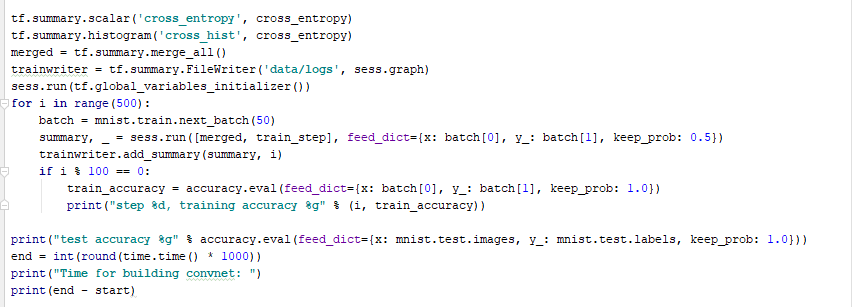 tf.summary.scalar('cross_entropy', cross_entropy)
tf.summary.histogram('cross_hist', cross_entropy)
merged = tf.summary.merge_all()
trainwriter = tf.summary.FileWriter('data/logs', sess.graph)
sess.run(tf.global_variables_initializer())
for i in range(500):
    batch = mnist.train.next_batch(50)
    summary, _ = sess.run([merged, train_step], feed_dict={x: batch[0], y_: batch[1], keep_prob: 0.5})
    trainwriter.add_summary(summary, i)
    if i % 100 == 0:
        train_accuracy = accuracy.eval(feed_dict={x: batch[0], y_: batch[1], keep_prob: 1.0})
        print("step %d, training accuracy %g" % (i, train_accuracy))

print("test accuracy %g" % accuracy.eval(feed_dict={x: mnist.test.images, y_: mnist.test.labels, keep_prob: 1.0}))
end = int(round(time.time() * 1000))
print("Time for building convnet: ")
print(end - start)